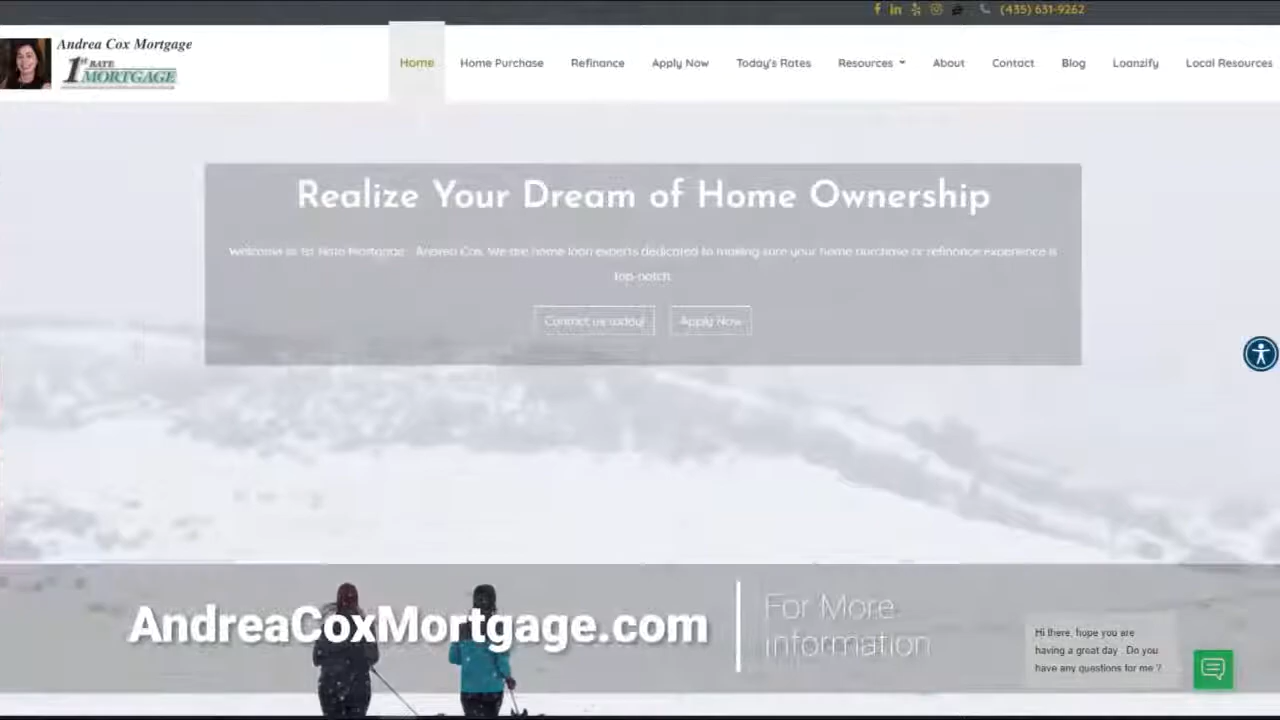 (435) 631-9262
Andrea Cox Mortgage
1st RATE
MORTGAGE
Home
Home Purchase
Refinance
Apply Now
Today's Rates
Resources
About
Contact
Blog
Loanzify
Local Resources
Realize Your Dream of Home Ownership
Welcome to 1st Rate Mortgage - Andrea Cox. We are home loan experts dedicated to making sure your home purchase or refinance experience is
top-notch.
Contact us today!
Apply Now
AndreaCoxMortgage.com
For More
information
Hi there, hope you are
having a great day . Do you
have any questions for me ?